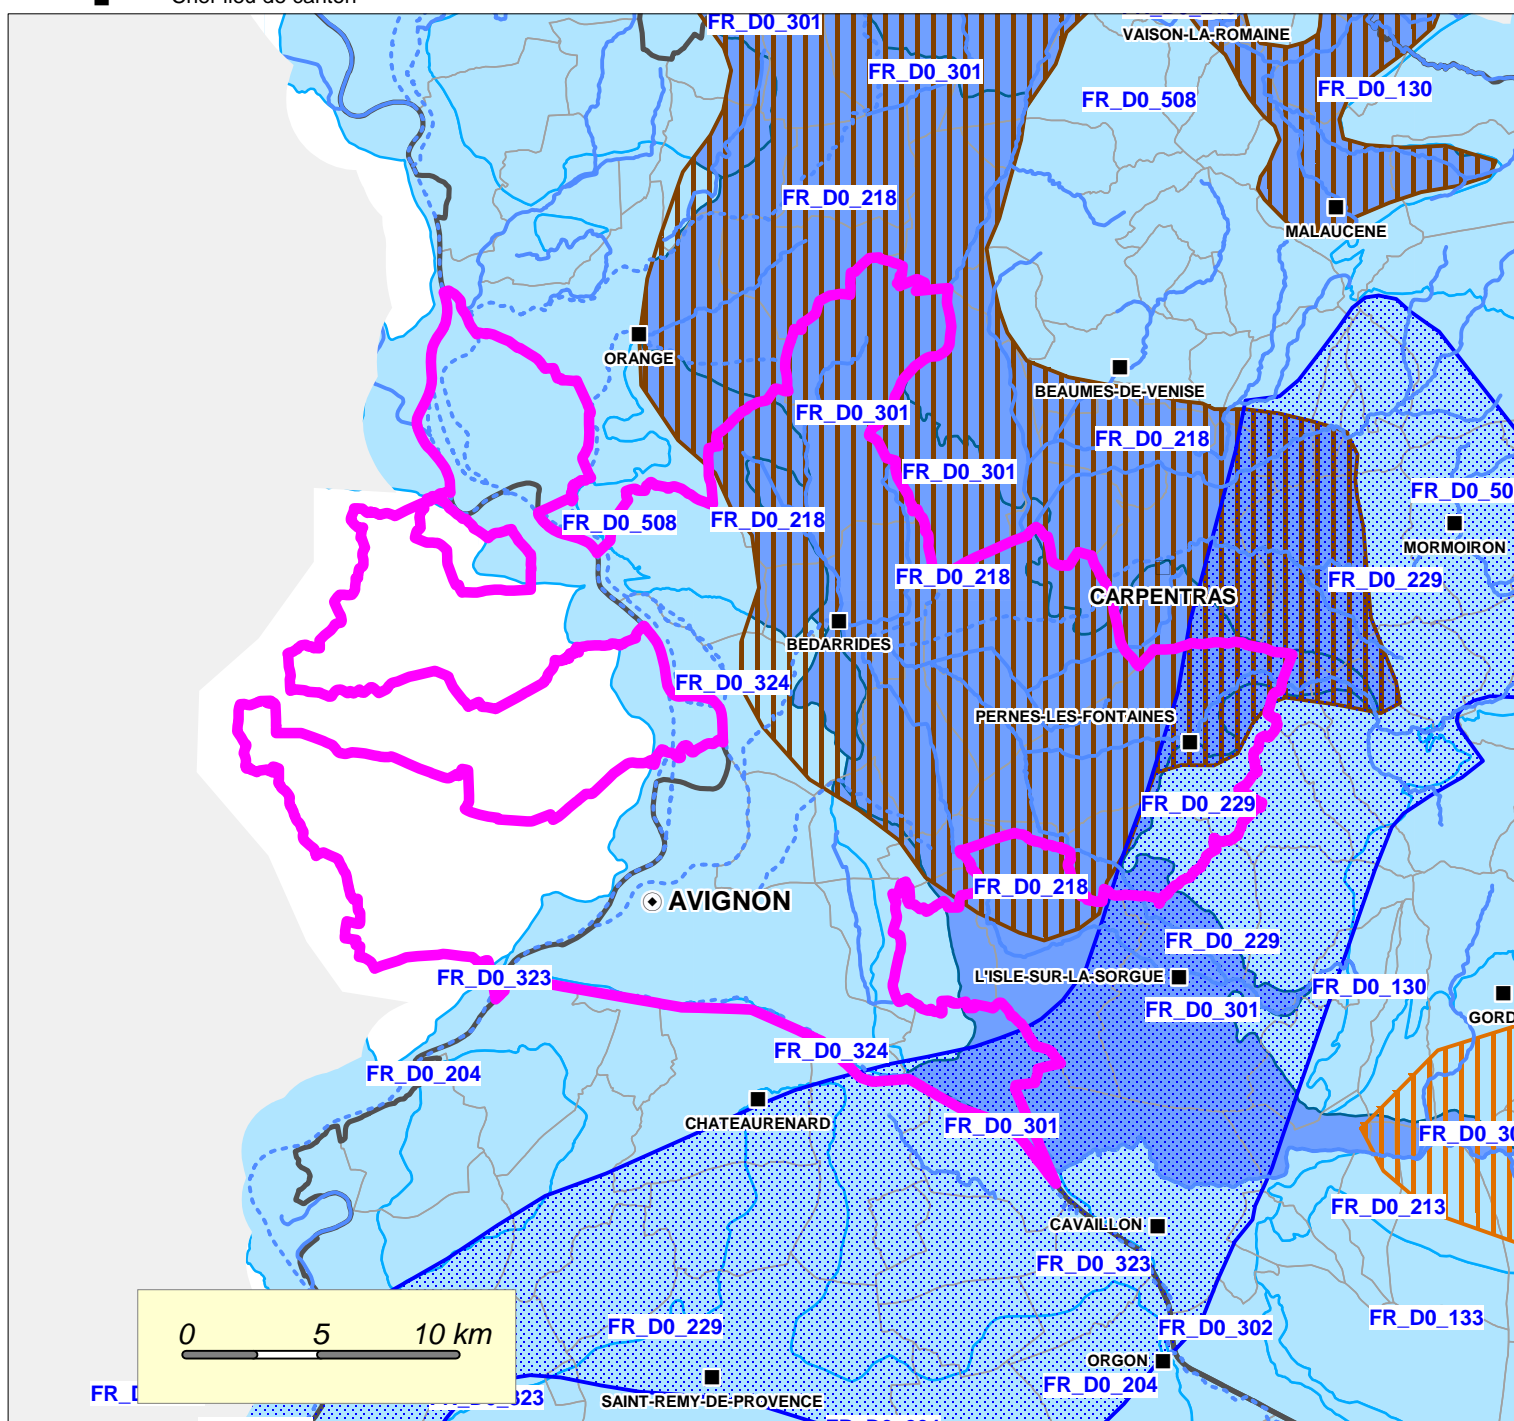 FR_D0_301
VAISON-LA-ROMAINE
FR_D0_301
FR_D0_130
FR_D0_508
FR_D0_218
MALAUCENE
ORANGE
BEAUMES-DE-VENISE
FR_D0_301
FR_D0_218
FR_D0_301
FR_D0_50
FR_D0_508
FR_D0_218
MORMOIRON
FR_D0_218
FR_D0_229
CARPENTRAS
BEDARRIDES
FR_D0_324
PERNES-LES-FONTAINES
FR_D0_229
FR_D0_218
AVIGNON
FR_D0_229
FR_D0_323
L'ISLE-SUR-LA-SORGUE
FR_D0_130
FR_D0_301
GORD
FR_D0_324
FR_D0_204
CHATEAURENARD
FR_D0_301
FR_D0_30
FR_D0_213
CAVAILLON
FR_D0_323
FR_D0_133
FR_D0_229
FR_D0_302
0 5 10 km
ORGON
FR_D0_204
SAINT-REMY-DE-PROVENCE